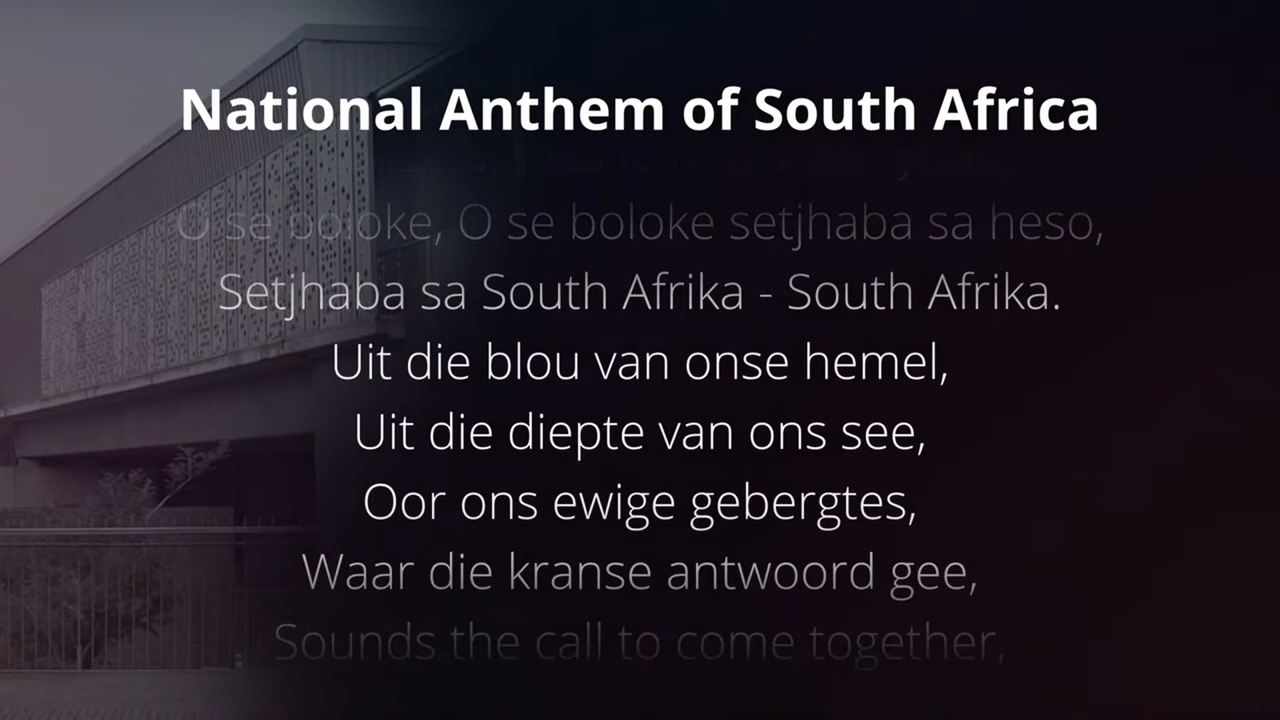 National Anthem of South Africa
O se boloke, O se boloke setjhaba sa heso,
Setjhaba sa South Afrika - South Afrika.
Uit die blou van onse hemel,
Uit die diepte van ons see,
Oor ons ewige gebergtes,
Waar die kranse antwoord gee,
Sounds the call to come together,